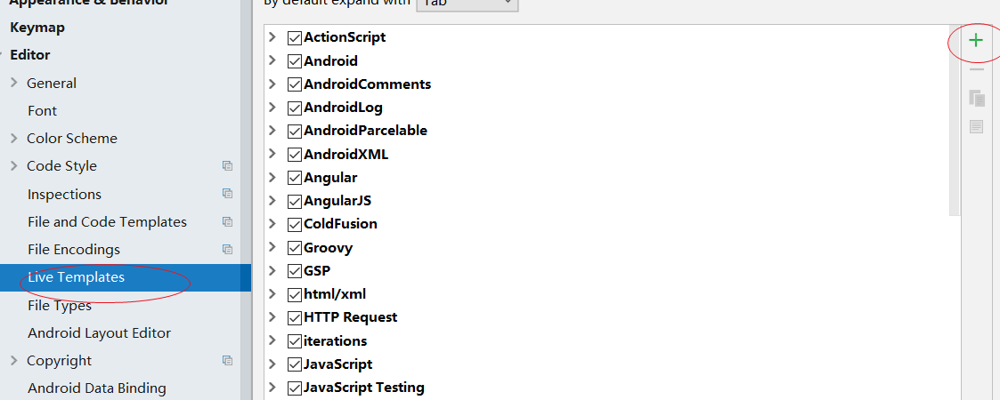 Appearance & Behavior
Keymap
Editor
General
Font
Color Scheme
Code Style
Inspections
File and Code Templates
File Encodings
Live Templates
File Types
Android Layout Editor
Copyright
Android Data Binding
By default expand with Tab
ActionScript
Android
AndroidComments
AndroidLog
AndroidParcelable
AndroidXML
Angular
AngularJS
ColdFusion
Groovy
GSP
html/xml
HTTP Request
iterations
JavaScript
JavaScript Testing